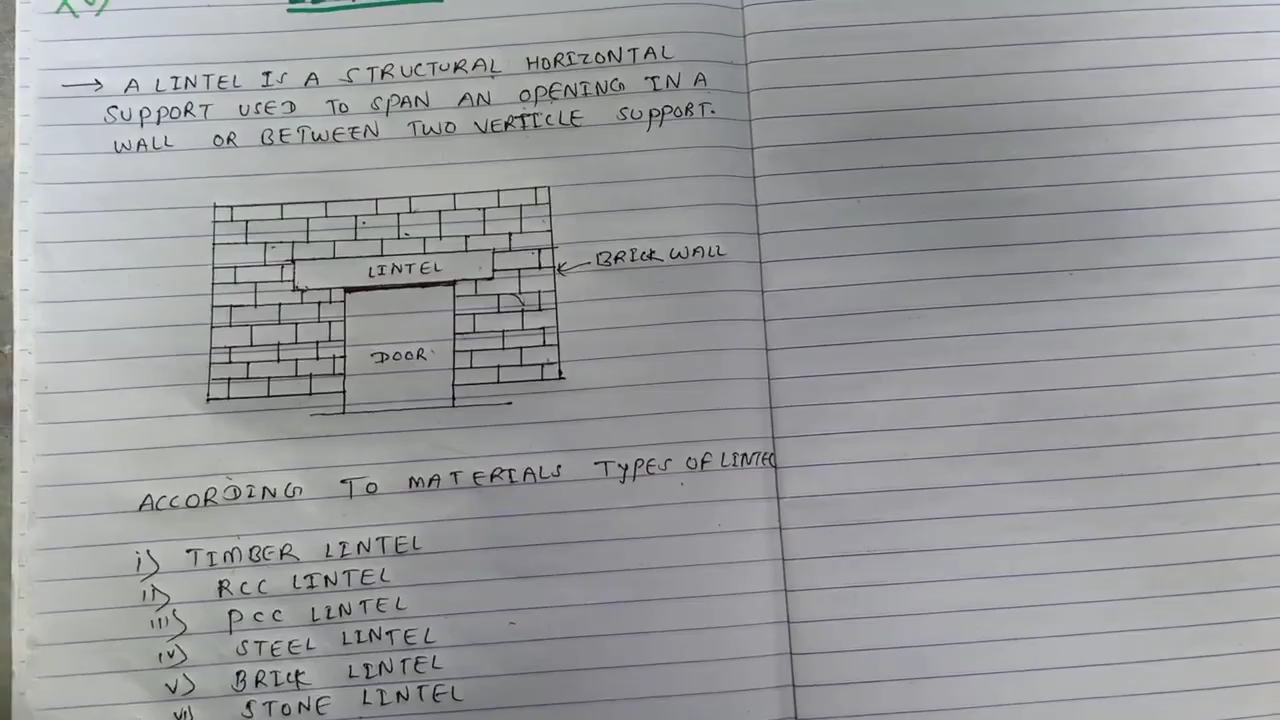 → A LINTEL IS A STRUCTURAL HORIZONTAL
SUPPORT USED TO SPAN AN OPENING IN A
WALL OR BETWEEN TWO VERTICLE SUPPORT.
LINTEL
BRICK WALL
DOOR
ACCORDING TO MATERIALS TYPES OF LINTEL
i) TIMBER LINTEL
ii) RCC LINTEL
iii) PCC LINTEL
iv) STEEL LINTEL
v) BRICK LINTEL
vi) STONE LINTEL